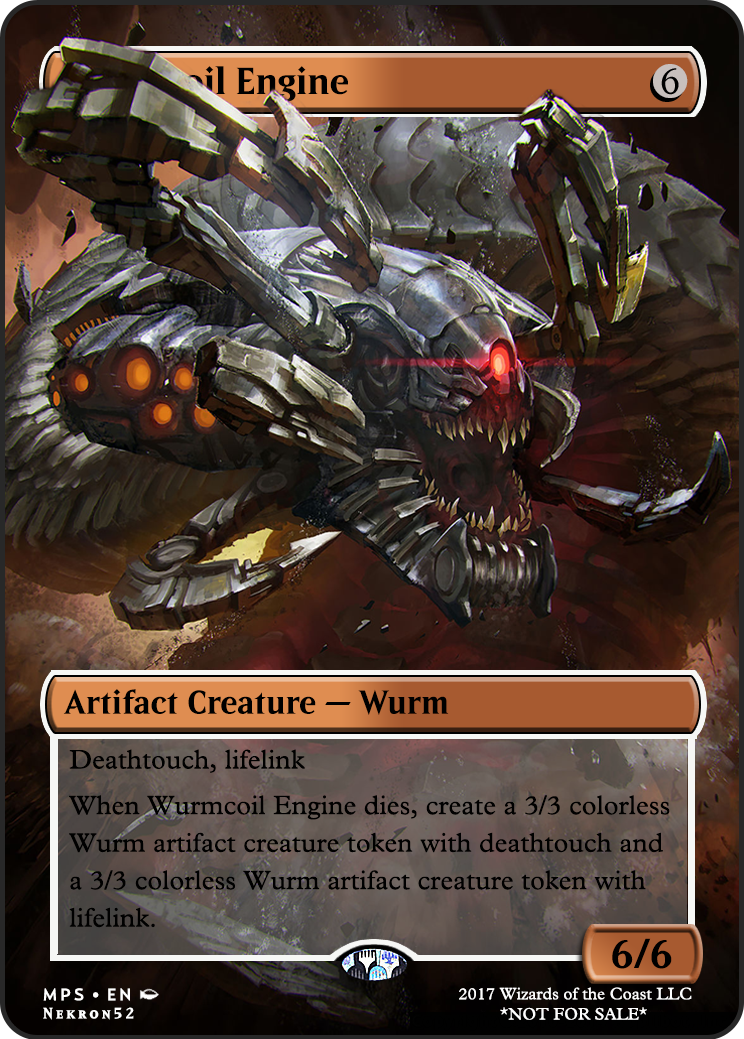 oil Engine
6
Artifact Creature — Wurm
Deathtouch, lifelink
When Wurmcoil Engine dies, create a 3/3 colorless
Wurm artifact creature token with deathtouch and
a 3/3 colorless Wurm artifact creature token with
lifelink.
6/6
MPS • EN
NEKRON52
2017 Wizards of the Coast LLC
*NOT FOR SALE*